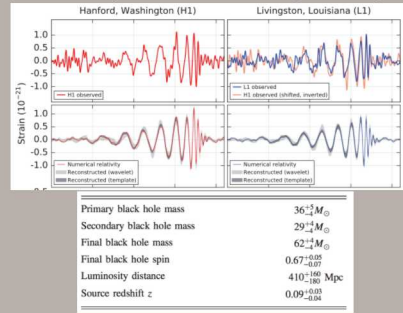 Hanford, Washington (H1)
Livingston, Louisiana (L1)
Strain (10⁻²¹)
1.0
0.5
0.0
-0.5
-1.0
H1 observed
L1 observed
H1 observed (shifted, inverted)
1.0
0.5
0.0
-0.5
-1.0
Numerical relativity
Reconstructed (wavelet)
Reconstructed (template)
Numerical relativity
Reconstructed (wavelet)
Reconstructed (template)
Primary black hole mass 36⁺⁵₋₄ M⊙
Secondary black hole mass 29⁺⁴₋₄ M⊙
Final black hole mass 62⁺⁴₋₄ M⊙
Final black hole spin 0.67⁺⁰·⁰⁵₋₀.₀₇
Luminosity distance 410⁺¹⁶⁰₋₁₈₀ Mpc
Source redshift z 0.09⁺⁰·⁰³₋₀.₀₄